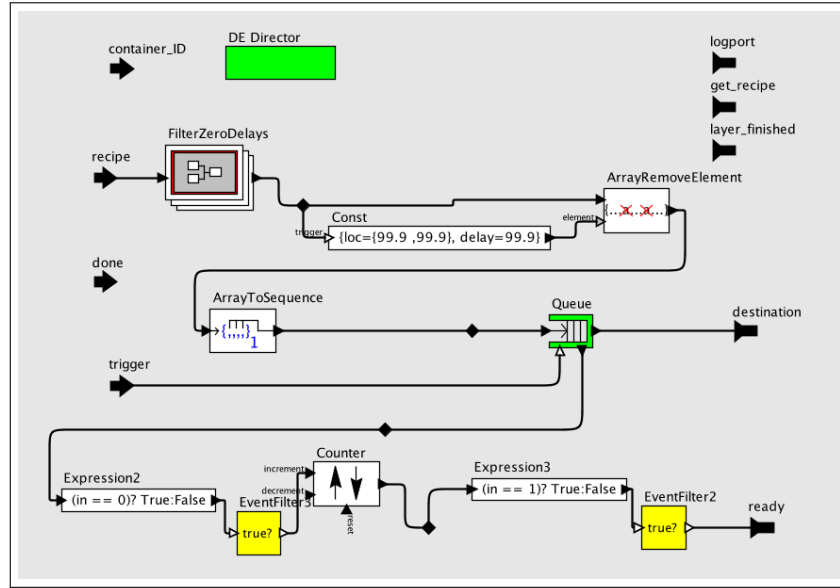 container_ID
DE Director
logport
get_recipe
layer_finished
FilterZeroDelays
recipe
ArrayRemoveElement
Const
trigger
{loc={99.9 ,99.9}, delay=99.9}
element
{...,a, a,...}
done
ArrayToSequence
{,,,,}
1
Queue
destination
trigger
Counter
Expression2
(in == 0)? True:False
EventFilter3
true?
increment
decrement
reset
Expression3
(in == 1)? True:False
EventFilter2
true?
ready